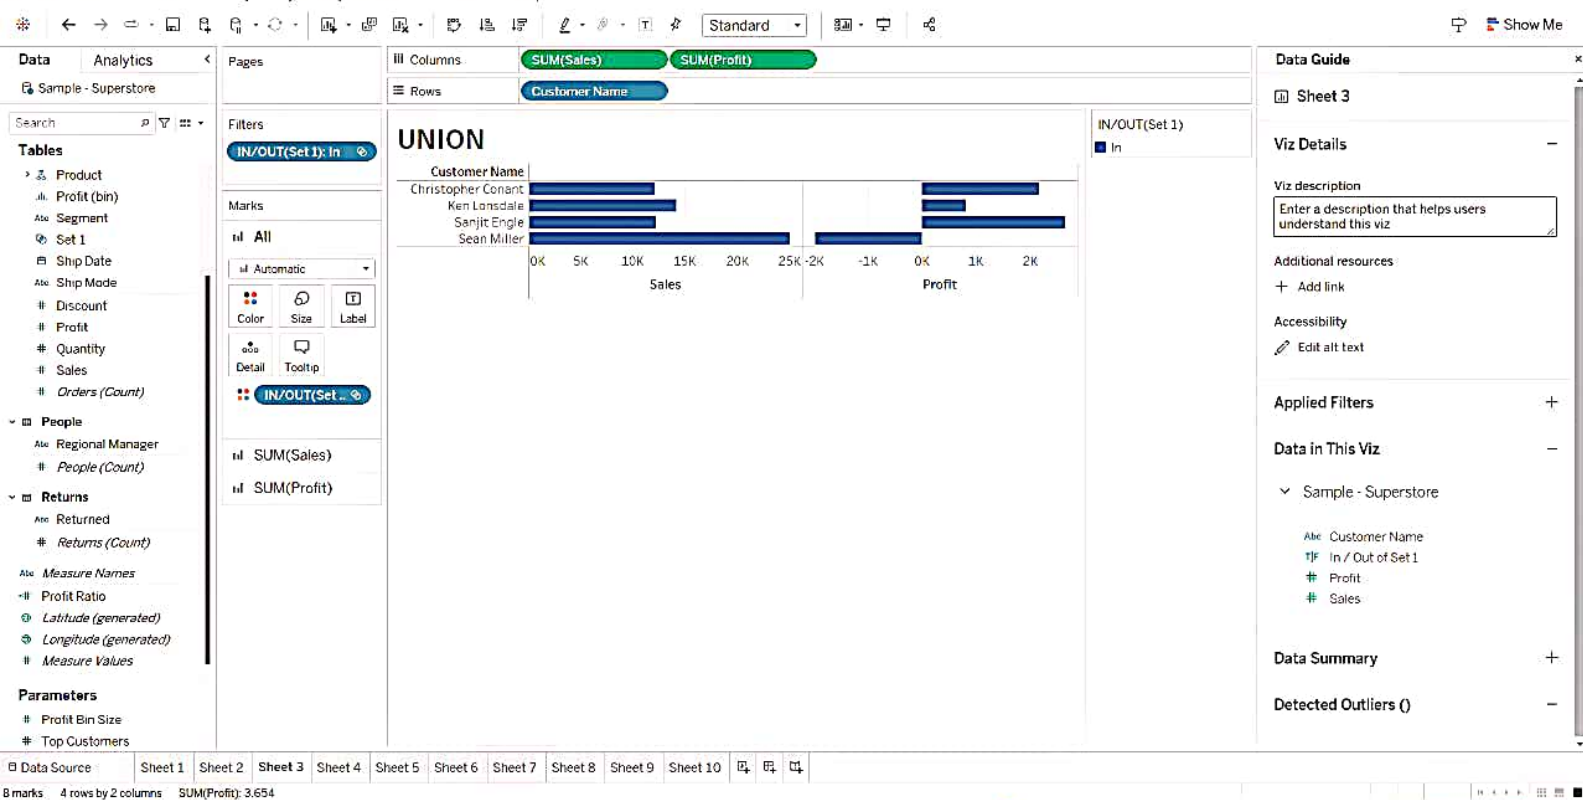 Standard
Show Me
Data
Analytics
Sample - Superstore
Search
Tables
Product
Profit (bin)
Abc Segment
Set 1
Ship Date
Abc Ship Mode
# Discount
# Profit
# Quantity
# Sales
# Orders (Count)
People
Abc Regional Manager
# People (Count)
Returns
Abc Returned
# Returns (Count)
Abc Measure Names
Profit Ratio
Latitude (generated)
Longitude (generated)
# Measure Values
Parameters
# Profit Bin Size
# Top Customers
Pages
Filters
IN/OUT(Set 1): In
Marks
All
Automatic
Color
Size
Label
Detail
Tooltip
IN/OUT(Set ..
SUM(Sales)
SUM(Profit)
Columns
SUM(Sales)
SUM(Profit)
Rows
Customer Name
UNION
Customer Name
Christopher Conant
Ken Lonsdale
Sanjit Engle
Sean Miller
0K 5K 10K 15K 20K 25K
-2K -1K 0K 1K 2K
Sales
Profit
IN/OUT(Set 1)
In
Data Guide
Sheet 3
Viz Details
Viz description
Enter a description that helps users
understand this viz
Additional resources
+ Add link
Accessibility
Edit alt text
Applied Filters
Data in This Viz
Sample - Superstore
Abc Customer Name
T|F In / Out of Set 1
# Profit
# Sales
Data Summary
Detected Outliers ()
Data Source
Sheet 1
Sheet 2
Sheet 3
Sheet 4
Sheet 5
Sheet 6
Sheet 7
Sheet 8
Sheet 9
Sheet 10
8 marks
4 rows by 2 columns
SUM(Profit): 3,654